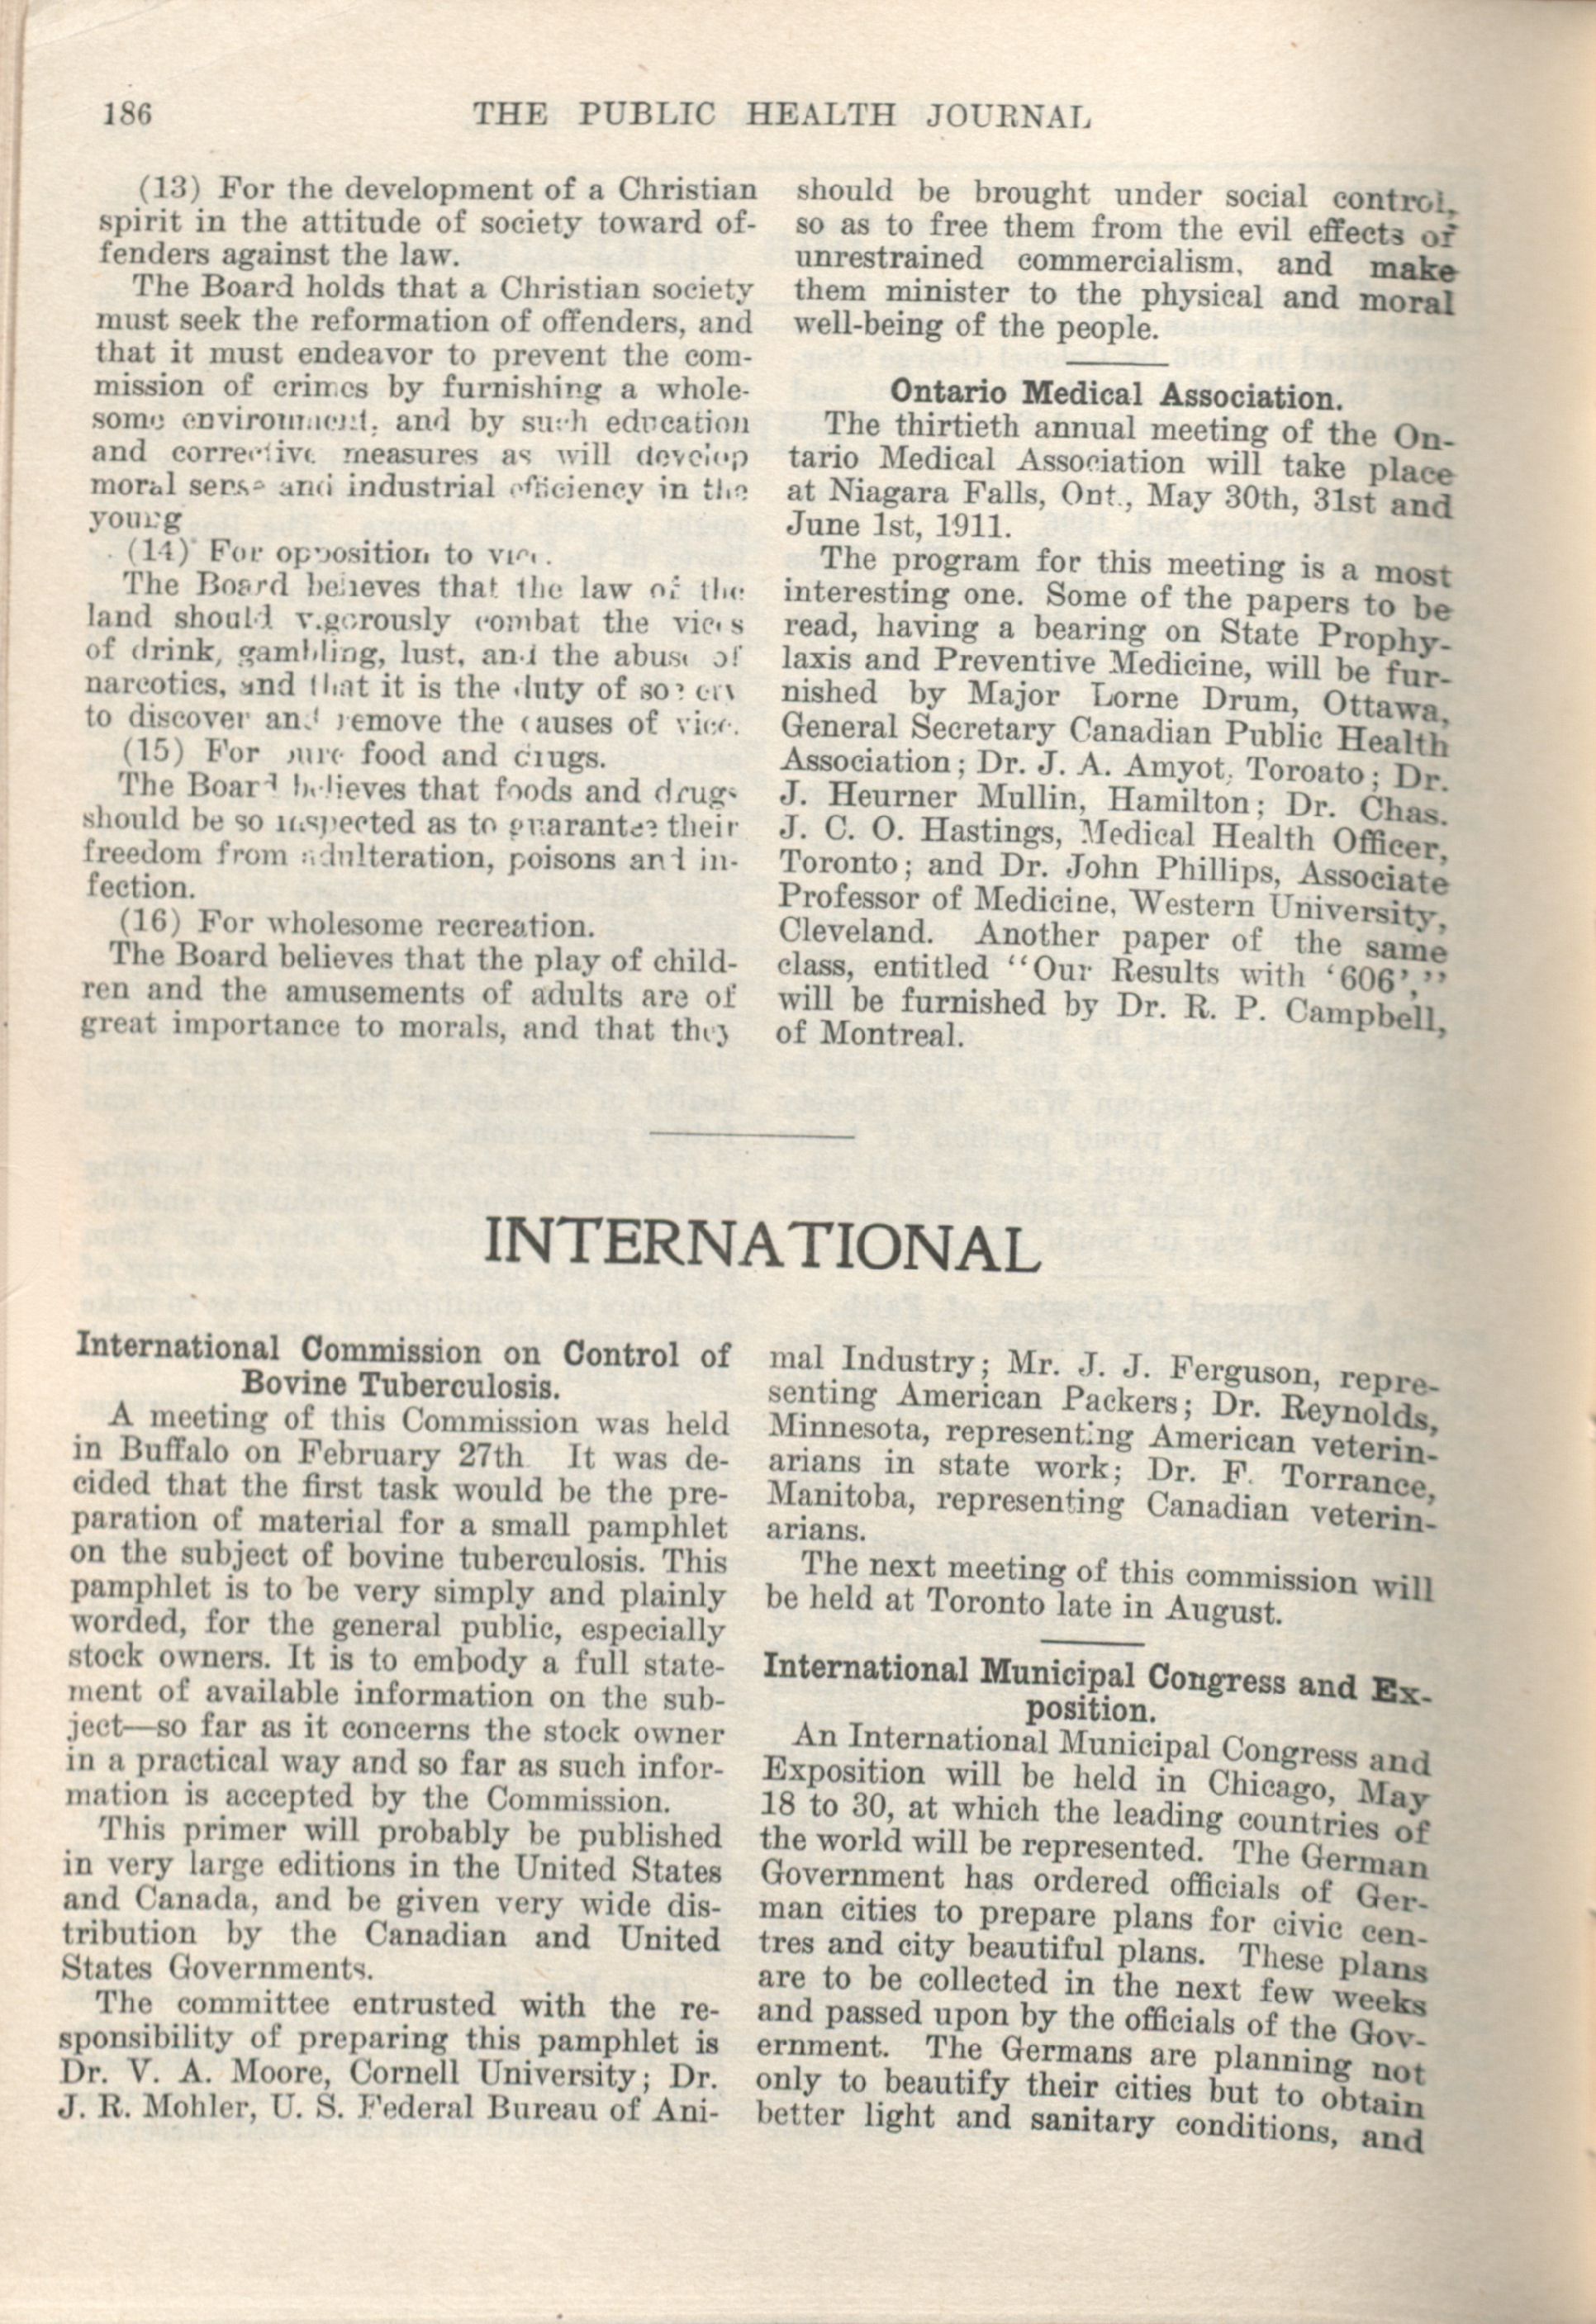 186
THE PUBLIC HEALTH JOURNAL
(13) For the development of a Christian
spirit in the attitude of society toward of-
fenders against the law.
The Board holds that a Christian society
must seek the reformation of offenders, and
that it must endeavor to prevent the com-
mission of crimes by furnishing a whole-
some environment, and by such education
and corrective measures as will develop
moral sense and industrial efficiency in the
young
(14) For opposition to vice.
The Board believes that the law of the
land should vigorously combat the vices
of drink, gambling, lust, and the abuse of
narcotics, and that it is the duty of society
to discover and remove the causes of vice.
(15) For pure food and drugs.
The Board believes that foods and drugs
should be so inspected as to guarantee their
freedom from adulteration, poisons and in-
fection.
(16) For wholesome recreation.
The Board believes that the play of child-
ren and the amusements of adults are of
great importance to morals, and that they
should be brought under social control,
so as to free them from the evil effects of
unrestrained commercialism, and make
them minister to the physical and moral
well-being of the people.
Ontario Medical Association.
The thirtieth annual meeting of the On-
tario Medical Association will take place
at Niagara Falls, Ont., May 30th, 31st and
June 1st, 1911.
The program for this meeting is a most
interesting one. Some of the papers to be
read, having a bearing on State Prophy-
laxis and Preventive Medicine, will be fur-
nished by Major Lorne Drum, Ottawa,
General Secretary Canadian Public Health
Association; Dr. J. A. Amyot, Toroato; Dr.
J. Heurner Mullin, Hamilton; Dr. Chas.
J. C. O. Hastings, Medical Health Officer,
Toronto; and Dr. John Phillips, Associate
Professor of Medicine, Western University,
Cleveland. Another paper of the same
class, entitled "Our Results with '606'."
will be furnished by Dr. R. P. Campbell,
of Montreal.
INTERNATIONAL
International Commission on Control of
Bovine Tuberculosis.
A meeting of this Commission was held
in Buffalo on February 27th It was de-
cided that the first task would be the pre-
paration of material for a small pamphlet
on the subject of bovine tuberculosis. This
pamphlet is to be very simply and plainly
worded, for the general public, especially
stock owners. It is to embody a full state-
ment of available information on the sub-
ject—so far as it concerns the stock owner
in a practical way and so far as such infor-
mation is accepted by the Commission.
This primer will probably be published
in very large editions in the United States
and Canada, and be given very wide dis-
tribution by the Canadian and United
States Governments.
The committee entrusted with the re-
sponsibility of preparing this pamphlet is
Dr. V. A. Moore, Cornell University; Dr.
J. R. Mohler, U. S. Federal Bureau of Ani-
mal Industry; Mr. J. J. Ferguson, repre-
senting American Packers; Dr. Reynolds,
Minnesota, representing American veterin-
arians in state work; Dr. F. Torrance,
Manitoba, representing Canadian veterin-
arians.
The next meeting of this commission will
be held at Toronto late in August.
International Municipal Congress and Ex-
position.
An International Municipal Congress and
Exposition will be held in Chicago, May
18 to 30, at which the leading countries of
the world will be represented. The German
Government has ordered officials of Ger-
man cities to prepare plans for civic cen-
tres and city beautiful plans. These plans
are to be collected in the next few weeks
and passed upon by the officials of the Gov-
ernment. The Germans are planning not
only to beautify their cities but to obtain
better light and sanitary conditions, and